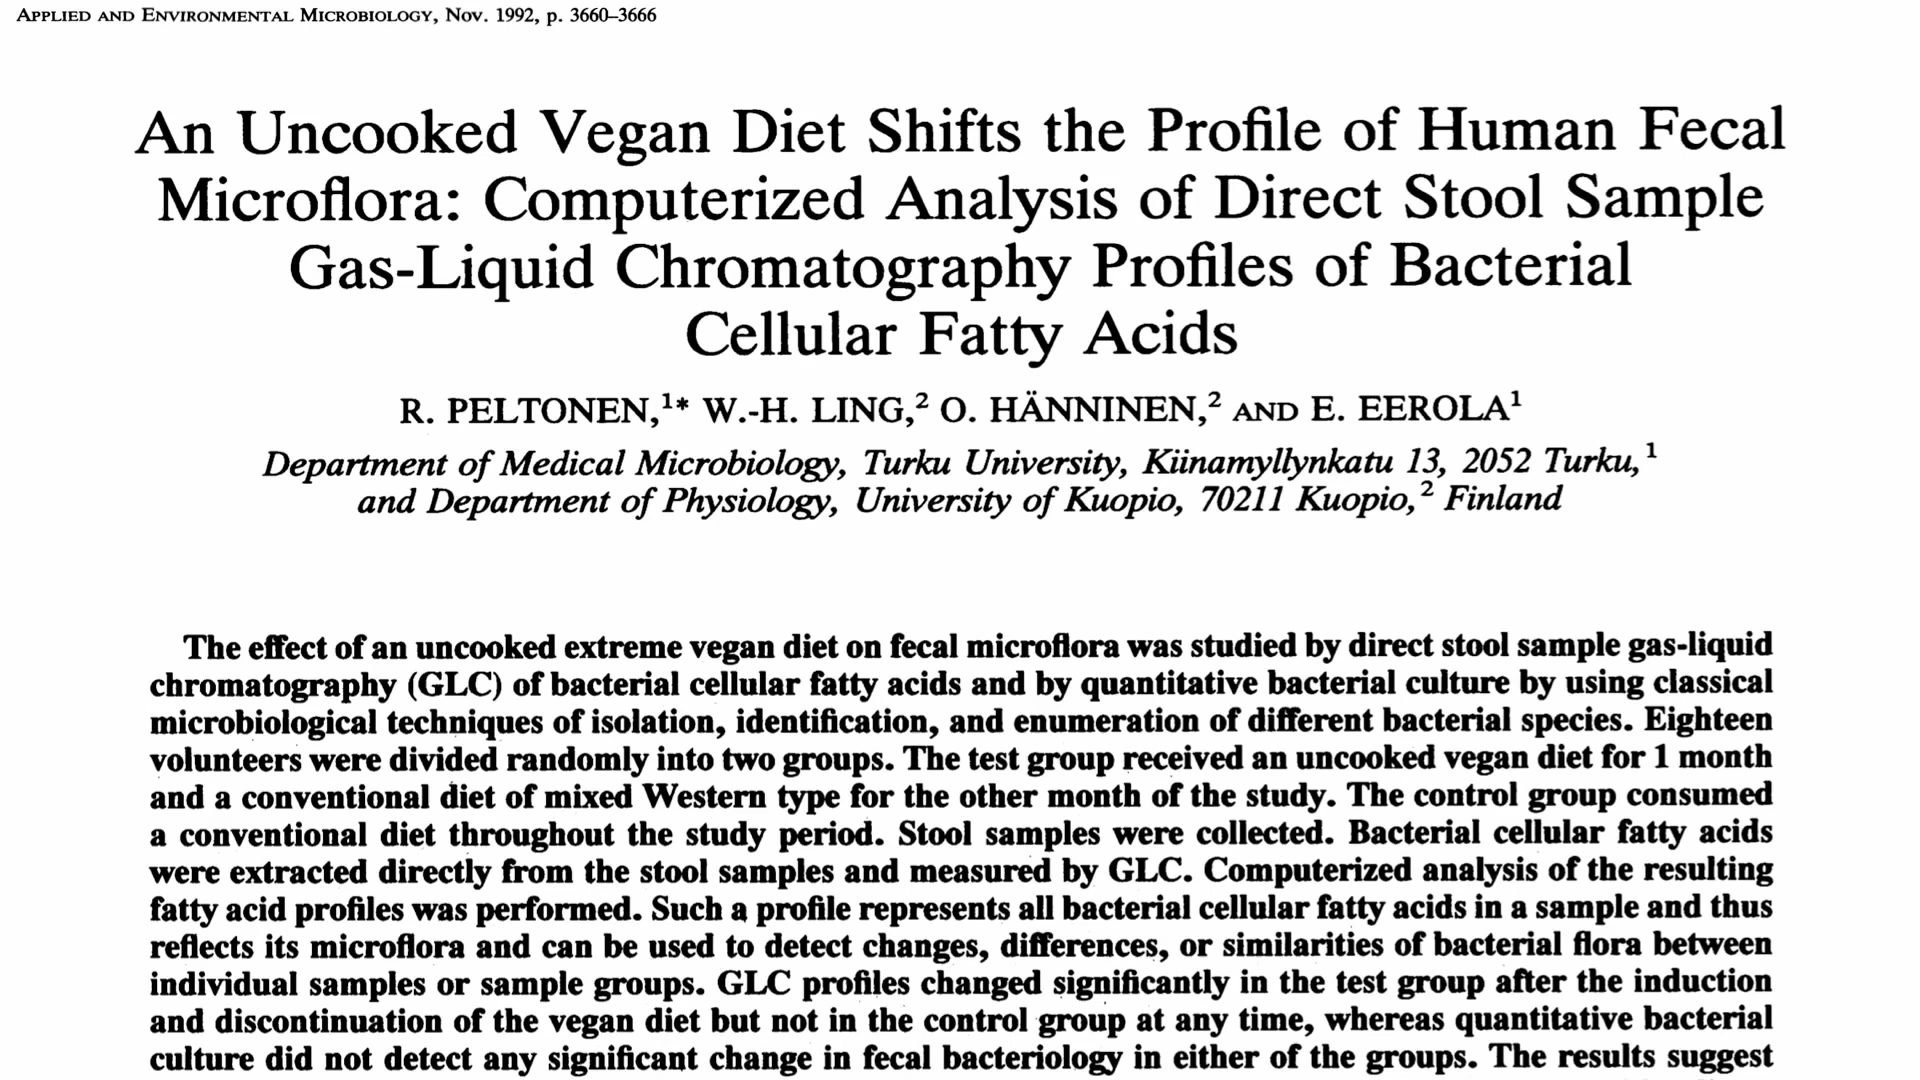 APPLIED AND ENVIRONMENTAL MICROBIOLOGY, Nov. 1992, p. 3660–3666
An Uncooked Vegan Diet Shifts the Profile of Human Fecal
Microflora: Computerized Analysis of Direct Stool Sample
Gas-Liquid Chromatography Profiles of Bacterial
Cellular Fatty Acids
R. PELTONEN,¹* W.-H. LING,² O. HÄNNINEN,² AND E. EEROLA¹
Department of Medical Microbiology, Turku University, Kiinamyllynkatu 13, 2052 Turku,¹
and Department of Physiology, University of Kuopio, 70211 Kuopio,² Finland
The effect of an uncooked extreme vegan diet on fecal microflora was studied by direct stool sample gas-liquid
chromatography (GLC) of bacterial cellular fatty acids and by quantitative bacterial culture by using classical
microbiological techniques of isolation, identification, and enumeration of different bacterial species. Eighteen
volunteers were divided randomly into two groups. The test group received an uncooked vegan diet for 1 month
and a conventional diet of mixed Western type for the other month of the study. The control group consumed
a conventional diet throughout the study period. Stool samples were collected. Bacterial cellular fatty acids
were extracted directly from the stool samples and measured by GLC. Computerized analysis of the resulting
fatty acid profiles was performed. Such a profile represents all bacterial cellular fatty acids in a sample and thus
reflects its microflora and can be used to detect changes, differences, or similarities of bacterial flora between
individual samples or sample groups. GLC profiles changed significantly in the test group after the induction
and discontinuation of the vegan diet but not in the control group at any time, whereas quantitative bacterial
culture did not detect any significant change in fecal bacteriology in either of the groups. The results suggest